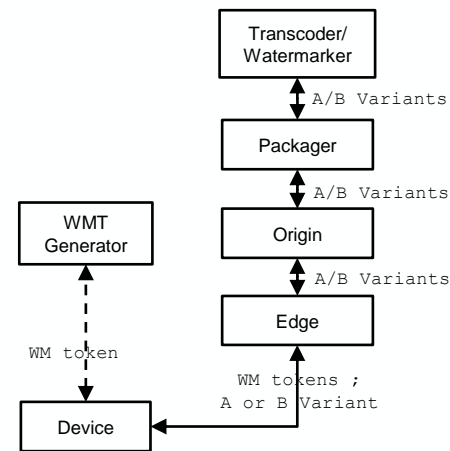 Transcoder/
Watermarker
A/B Variants
Packager
A/B Variants
WMT
Generator
Origin
A/B Variants
Edge
WM token
WM tokens ;
A or B Variant
Device